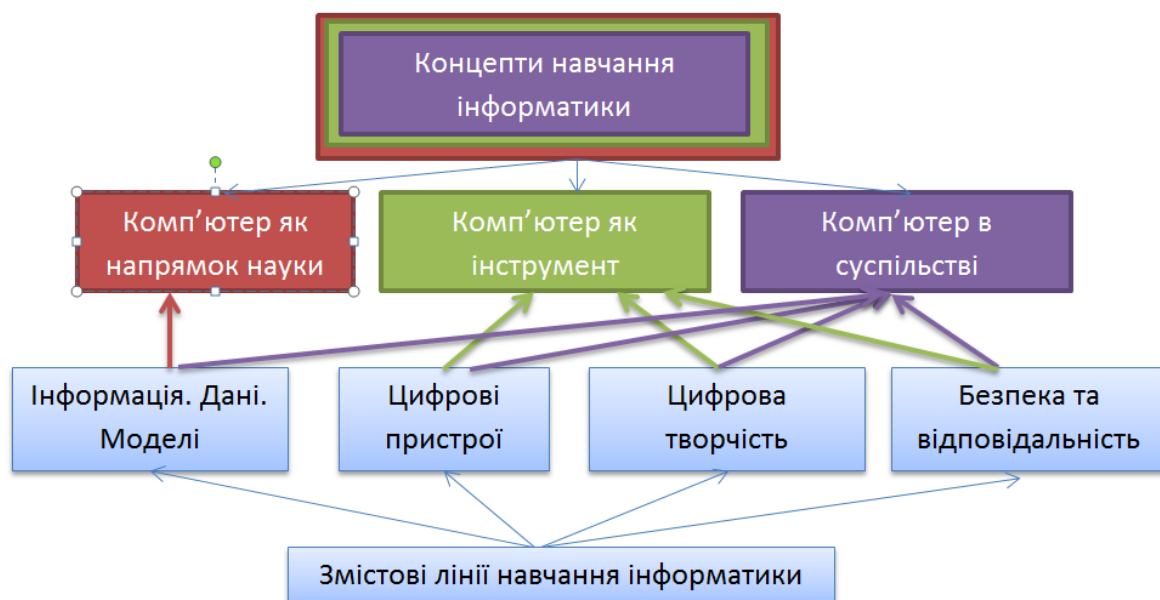 Концепти навчання
інформатики
Комп’ютер як
напрямок науки
Комп’ютер як
інструмент
Комп’ютер в
суспільстві
Інформація. Дані.
Моделі
Цифрові
пристрої
Цифрова
творчість
Безпека та
відповідальність
Змістові лінії навчання інформатики